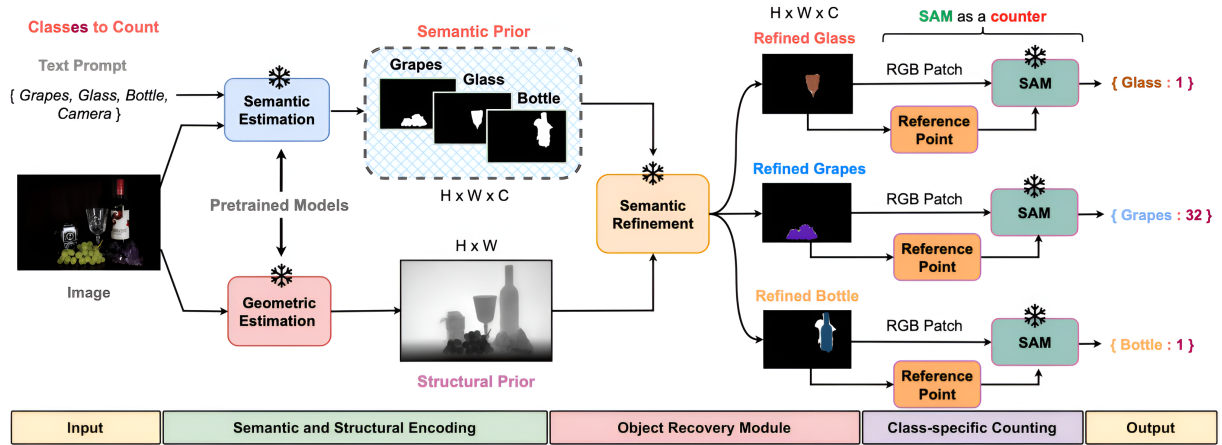 Classes to Count
Text Prompt
{ Grapes, Glass, Bottle,
Camera }
Image
Semantic
Estimation
Pretrained Models
Geometric
Estimation
Semantic Prior
Grapes
Glass
Bottle
H x W x C
H x W
Structural Prior
Semantic
Refinement
H x W x C
Refined Glass
SAM as a counter
RGB Patch
SAM
Reference
Point
{ Glass : 1 }
Refined Grapes
RGB Patch
SAM
Reference
Point
{ Grapes : 32 }
Refined Bottle
RGB Patch
SAM
Reference
Point
{ Bottle : 1 }
Input
Semantic and Structural Encoding
Object Recovery Module
Class-specific Counting
Output